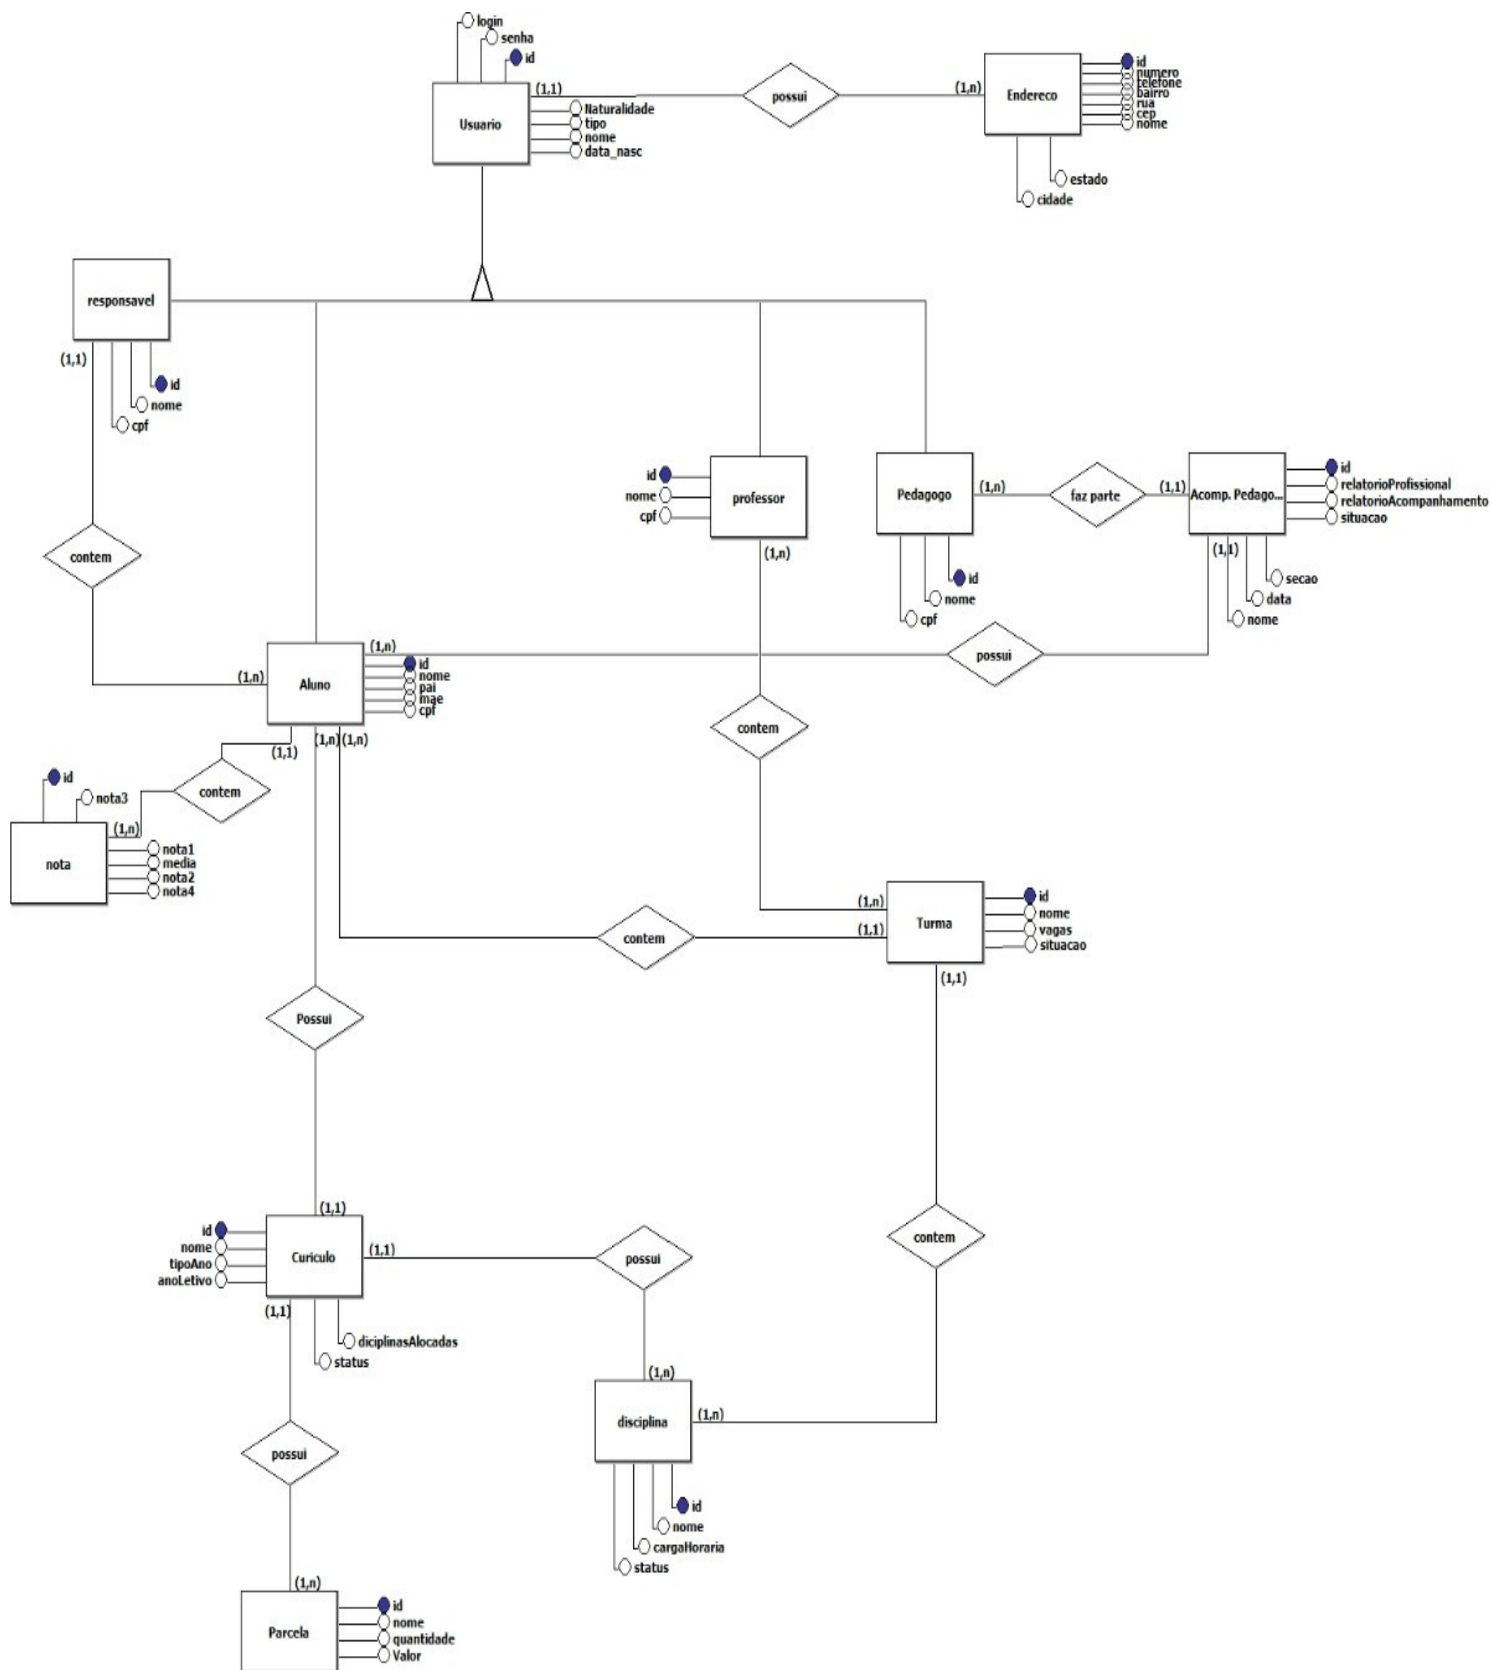 login
senha
id
Usuario
(1,1)
Naturalidade
tipo
nome
data_nasc
possui
(1,n)
Endereco
id
numero
telefone
bairro
rua
cep
nome
estado
cidade
responsavel
(1,1)
id
nome
cpf
contem
(1,n)
professor
id
nome
cpf
(1,n)
Pedagogo
(1,n)
id
nome
cpf
faz parte
(1,1)
Acomp. Pedago...
id
relatorioProfissional
relatorioAcompanhamento
situacao
(1,1)
secao
data
nome
possui
Aluno
(1,n)
id
nome
pai
mae
cpf
(1,1)
(1,n)
(1,n)
contem
contem
id
nota3
(1,n)
nota
nota1
media
nota2
nota4
contem
(1,n)
(1,1)
Turma
id
nome
vagas
situacao
(1,1)
Possui
(1,1)
id
nome
tipoAno
anoLetivo
Curiculo
(1,1)
(1,1)
diciplinasAlocadas
status
possui
contem
(1,n)
disciplina
(1,n)
id
nome
cargaHoraria
status
possui
(1,n)
Parcela
id
nome
quantidade
Valor